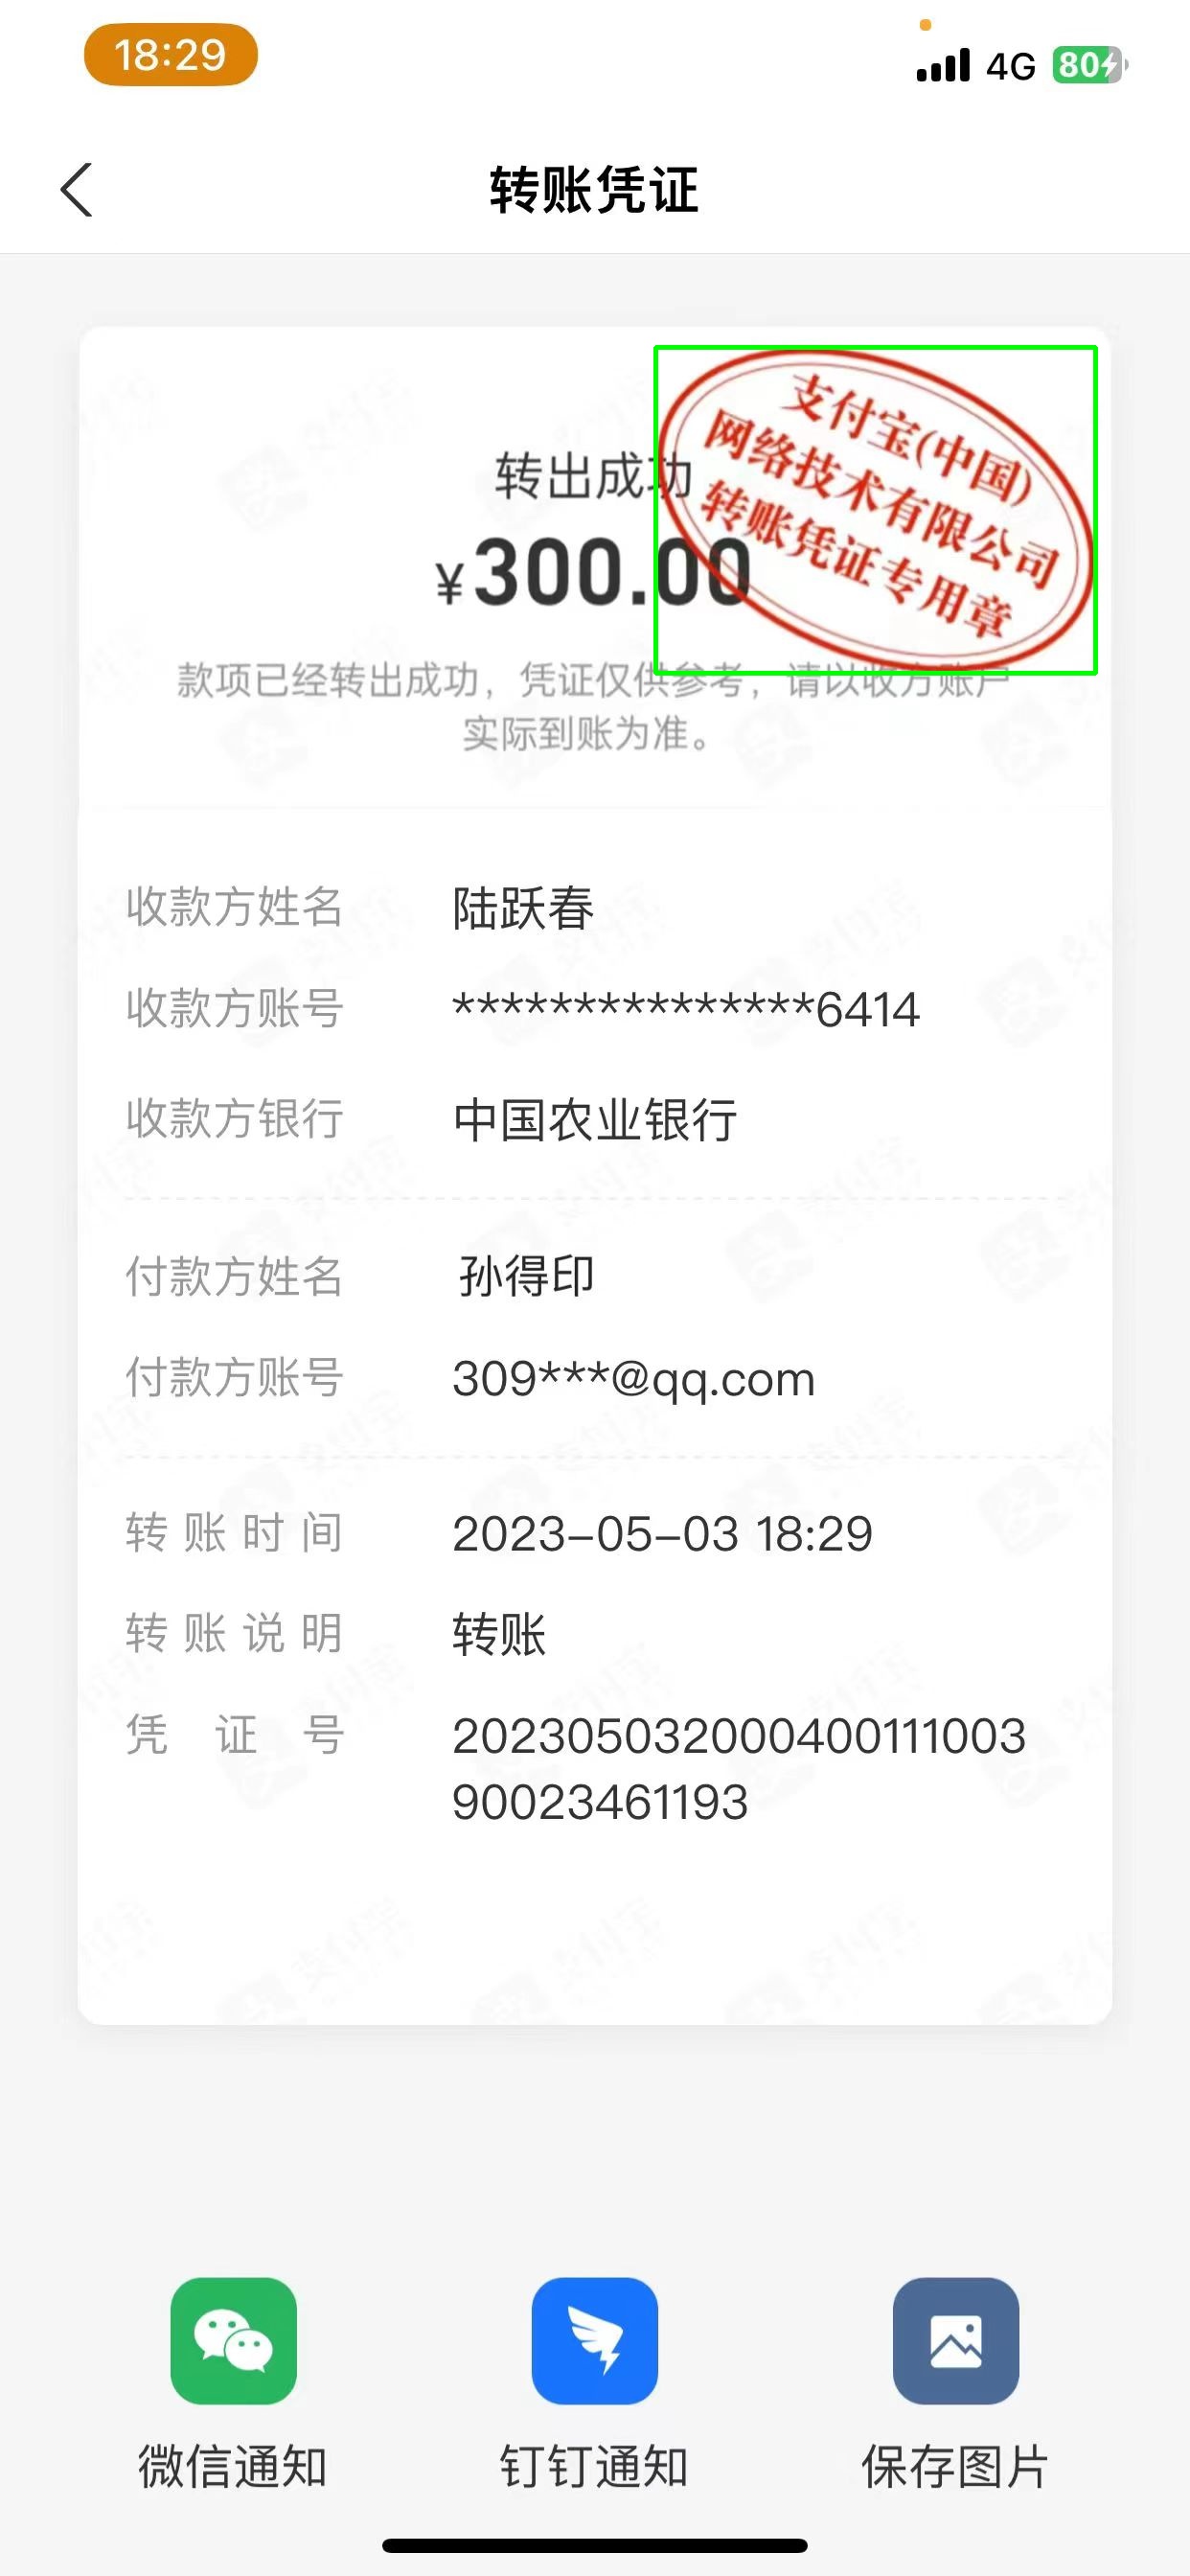 18:29
4G 80
转账凭证
支付宝(中国)
网络技术有限公司
转账凭证专用章
转出成功
¥300.00
款项已经转出成功，凭证仅供参考，请以收方账户
实际到账为准。
收款方姓名 陆跃春
收款方账号 ***************6414
收款方银行 中国农业银行
付款方姓名 孙得印
付款方账号 309***@qq.com
转账时间 2023-05-03 18:29
转账说明 转账
凭证号 202305032000400111003
90023461193
微信通知 钉钉通知 保存图片